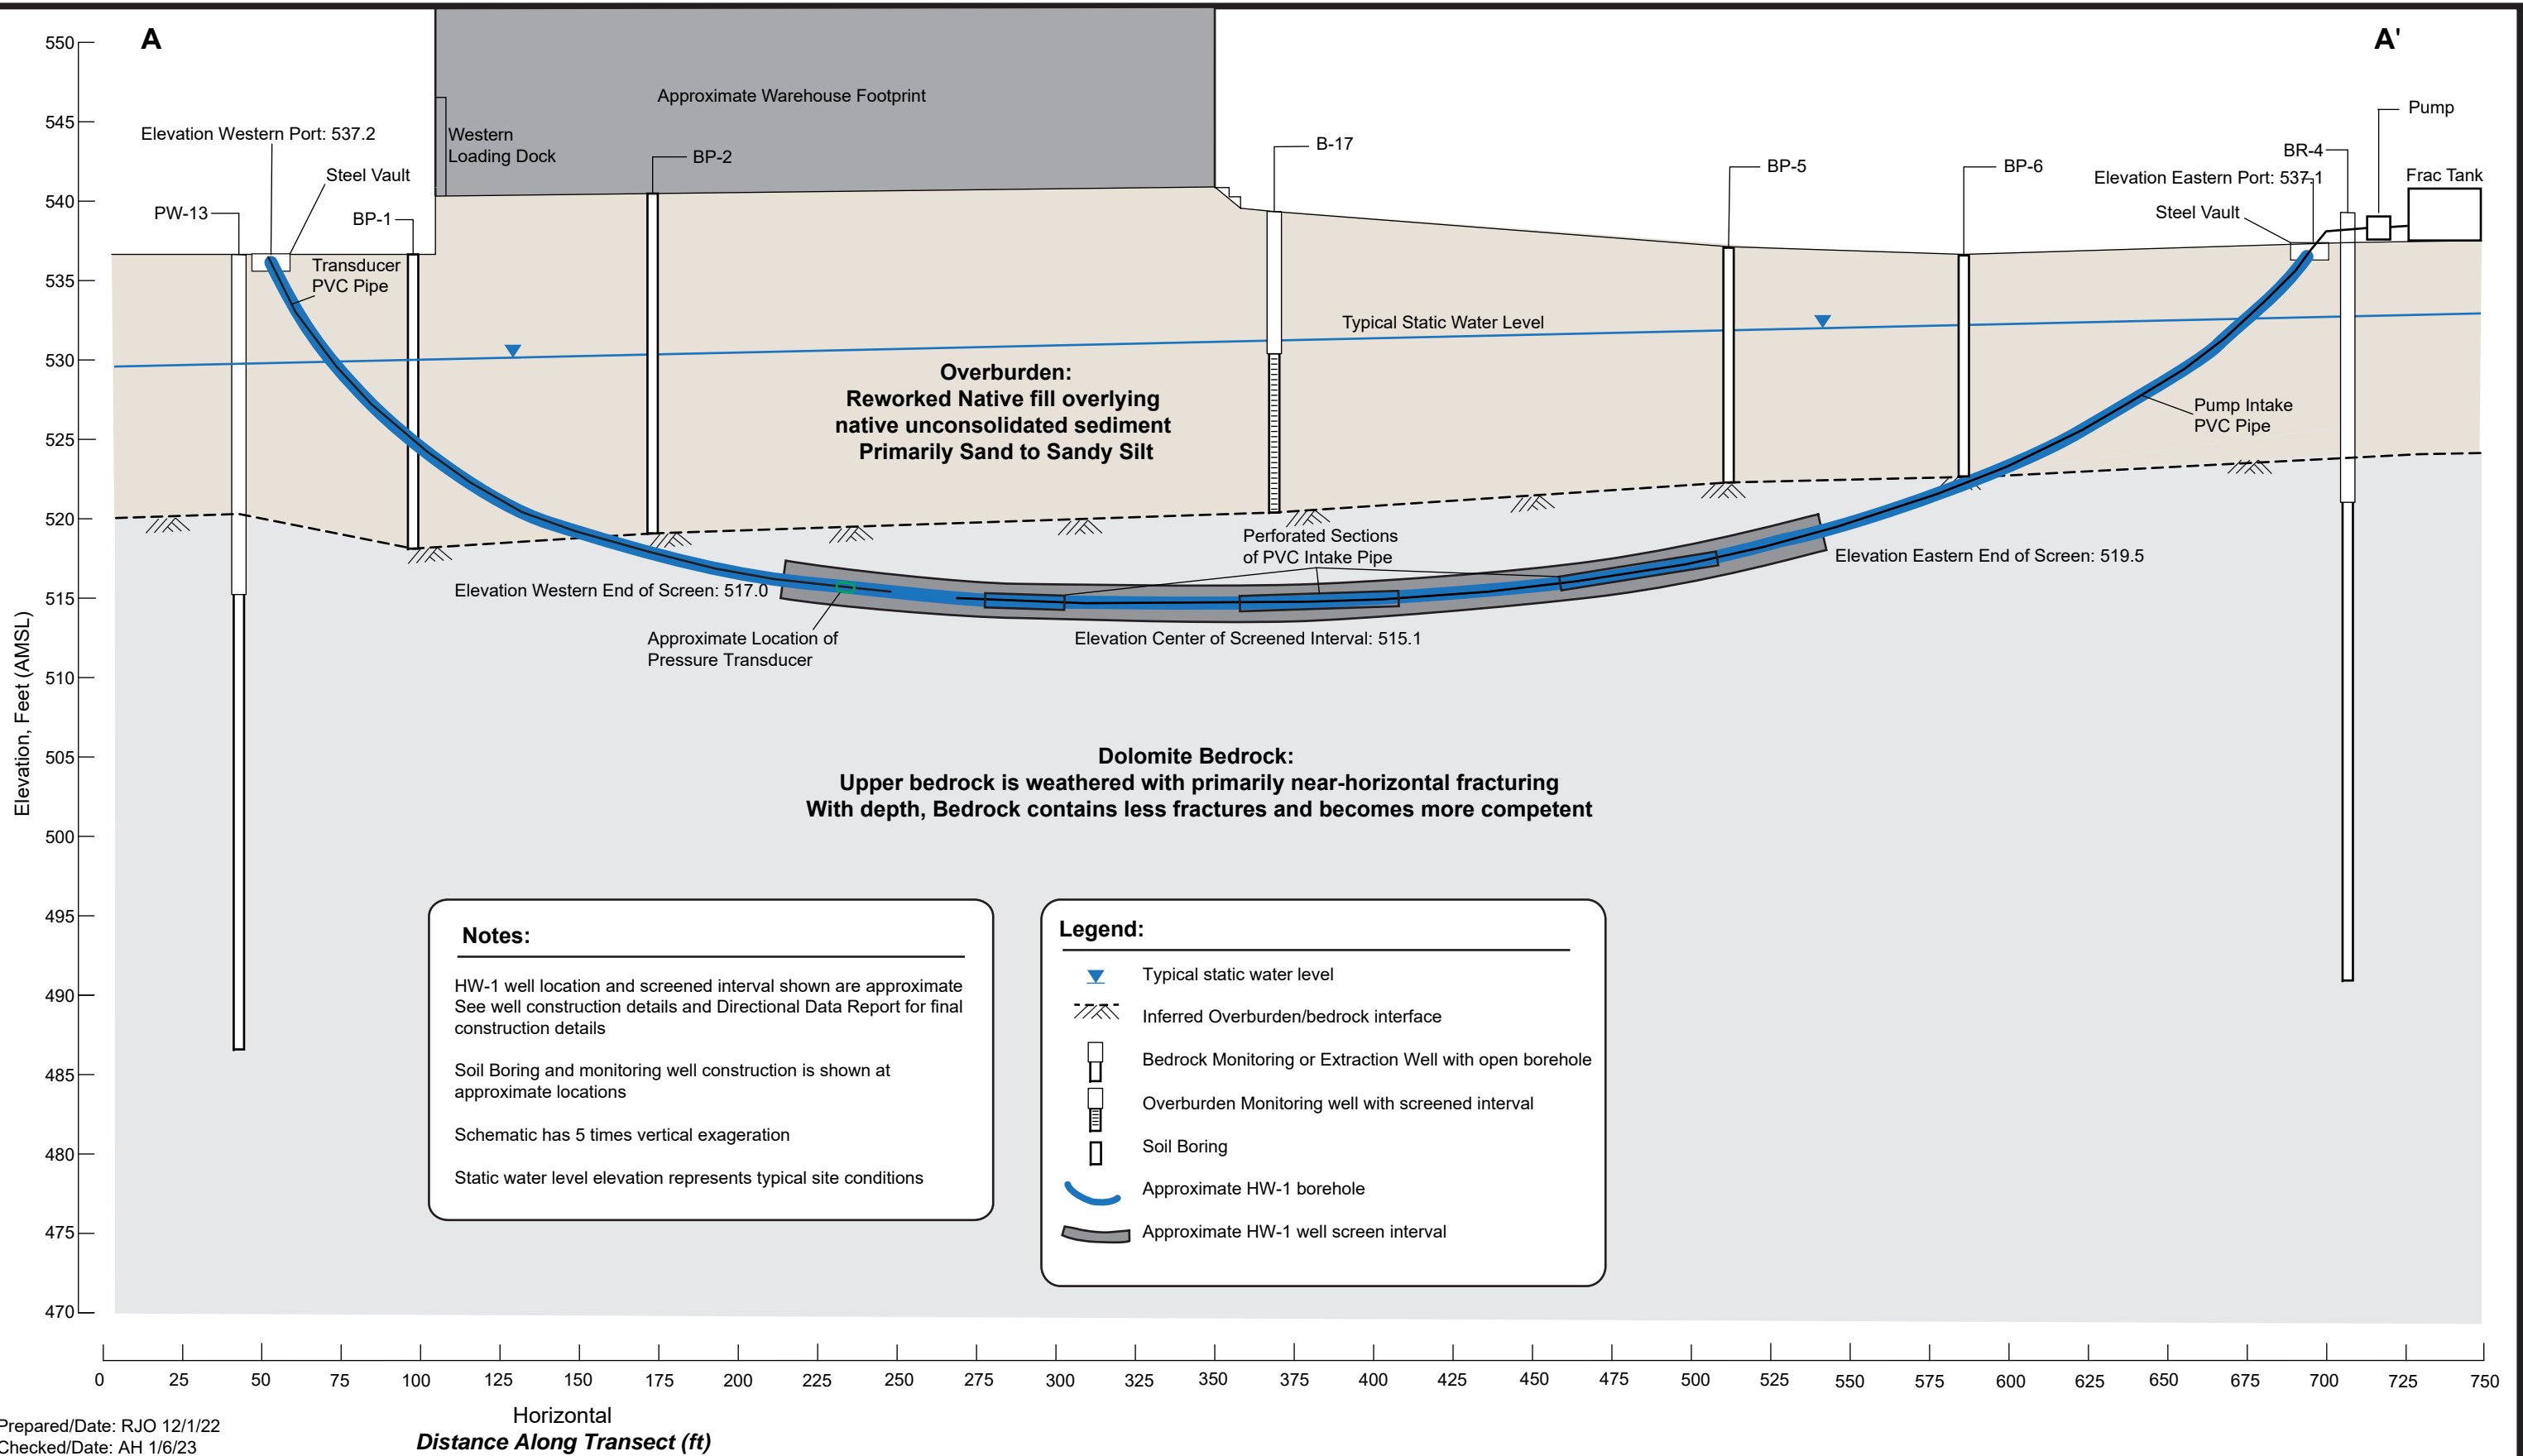 A
A'
550
545
540
535
530
525
520
515
510
505
500
495
490
485
480
475
470
Elevation, Feet (AMSL)
Approximate Warehouse Footprint
Elevation Western Port: 537.2
Western
Loading Dock
Steel Vault
PW-13
BP-1
BP-2
B-17
BP-5
BP-6
Pump
BR-4
Elevation Eastern Port: 537.1
Frac Tank
Steel Vault
Transducer
PVC Pipe
Typical Static Water Level
Overburden:
Reworked Native fill overlying
native unconsolidated sediment
Primarily Sand to Sandy Silt
Pump Intake
PVC Pipe
Perforated Sections
of PVC Intake Pipe
Elevation Western End of Screen: 517.0
Elevation Eastern End of Screen: 519.5
Approximate Location of
Pressure Transducer
Elevation Center of Screened Interval: 515.1
Dolomite Bedrock:
Upper bedrock is weathered with primarily near-horizontal fracturing
With depth, Bedrock contains less fractures and becomes more competent
Notes:
HW-1 well location and screened interval shown are approximate
See well construction details and Directional Data Report for final
construction details
Soil Boring and monitoring well construction is shown at
approximate locations
Schematic has 5 times vertical exageration
Static water level elevation represents typical site conditions
Legend:
Typical static water level
Inferred Overburden/bedrock interface
Bedrock Monitoring or Extraction Well with open borehole
Overburden Monitoring well with screened interval
Soil Boring
Approximate HW-1 borehole
Approximate HW-1 well screen interval
0 25 50 75 100 125 150 175 200 225 250 275 300 325 350 375 400 425 450 475 500 525 550 575 600 625 650 675 700 725 750
Horizontal
Distance Along Transect (ft)
Prepared/Date: RJO 12/1/22
Checked/Date: AH 1/6/23